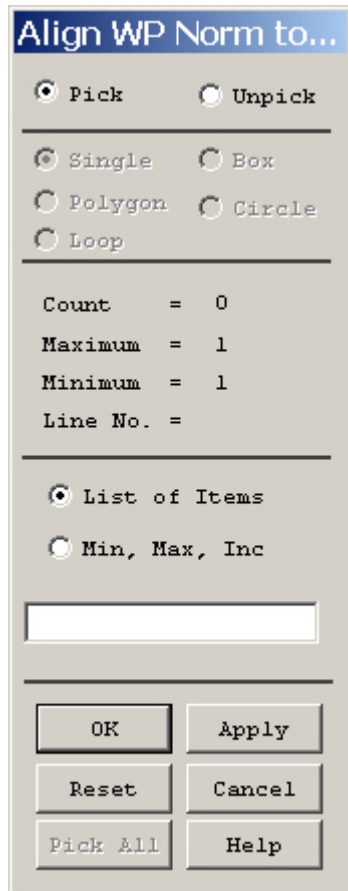 Align WP Norm to...
Pick Unpick
Single Box
Polygon Circle
Loop
Count = 0
Maximum = 1
Minimum = 1
Line No. =
List of Items
Min, Max, Inc
OK Apply
Reset Cancel
Pick All Help